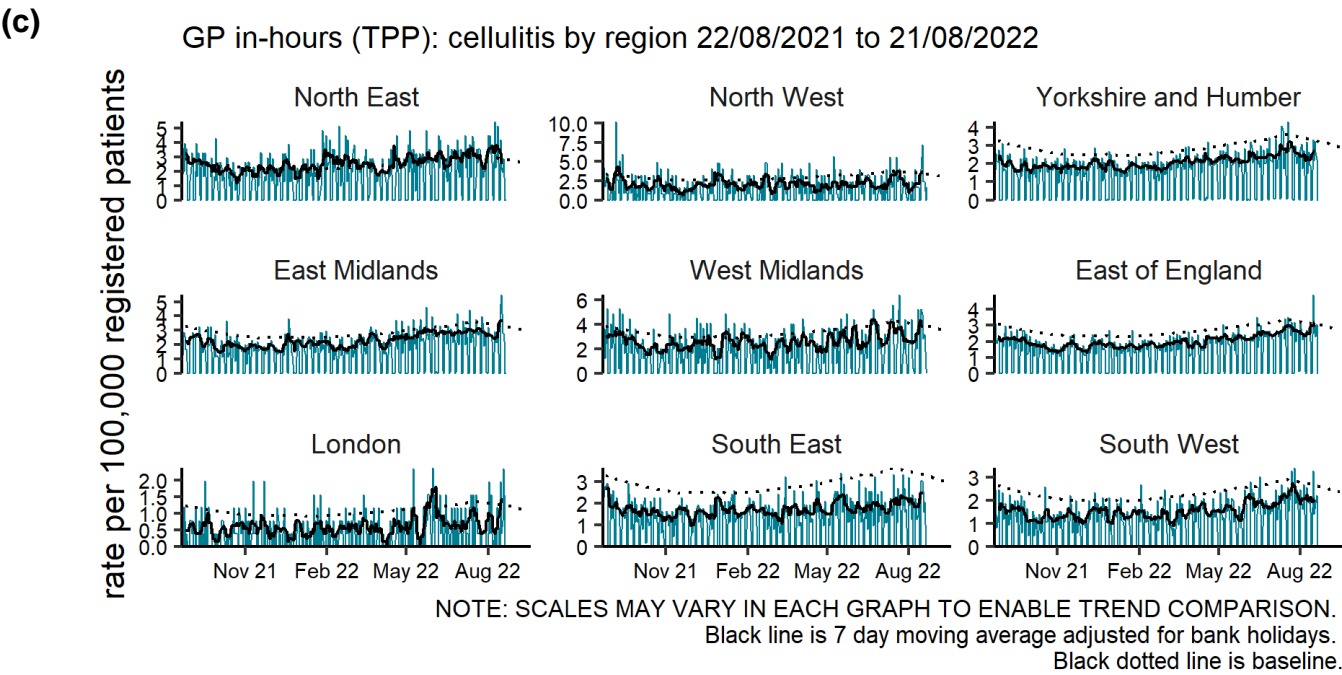 (c)
GP in-hours (TPP): cellulitis by region 22/08/2021 to 21/08/2022
rate per 100,000 registered patients
North East
5
4
3
2
1
0
North West
10.0
7.5
5.0
2.5
0.0
Yorkshire and Humber
4
3
2
1
0
East Midlands
5
4
3
2
1
0
West Midlands
6
4
2
0
East of England
4
3
2
1
0
London
2.0
1.5
1.0
0.5
0.0
Nov 21 Feb 22 May 22 Aug 22
South East
3
2
1
0
Nov 21 Feb 22 May 22 Aug 22
South West
3
2
1
0
Nov 21 Feb 22 May 22 Aug 22
NOTE: SCALES MAY VARY IN EACH GRAPH TO ENABLE TREND COMPARISON.
Black line is 7 day moving average adjusted for bank holidays.
Black dotted line is baseline.